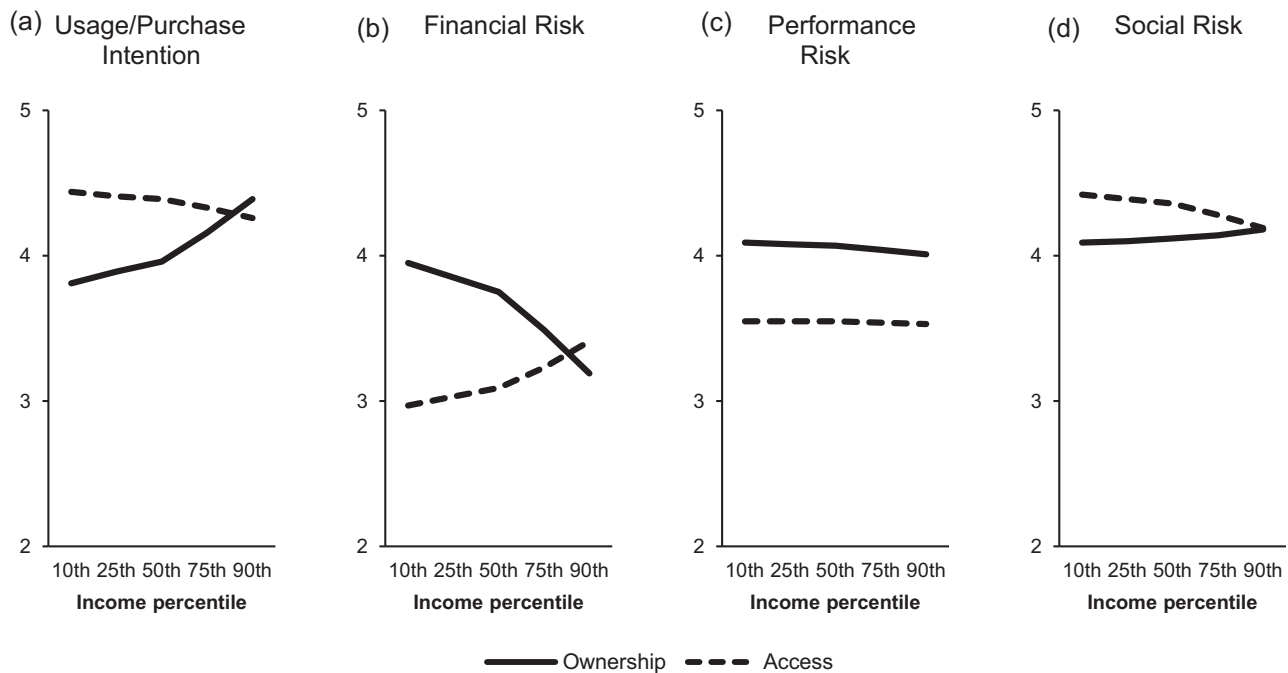 (a) Usage/Purchase
Intention
5
4
3
2
10th 25th 50th 75th 90th
Income percentile
(b) Financial Risk
5
4
3
2
10th 25th 50th 75th 90th
Income percentile
(c) Performance
Risk
5
4
3
2
10th 25th 50th 75th 90th
Income percentile
(d) Social Risk
5
4
3
2
10th 25th 50th 75th 90th
Income percentile
Ownership Access